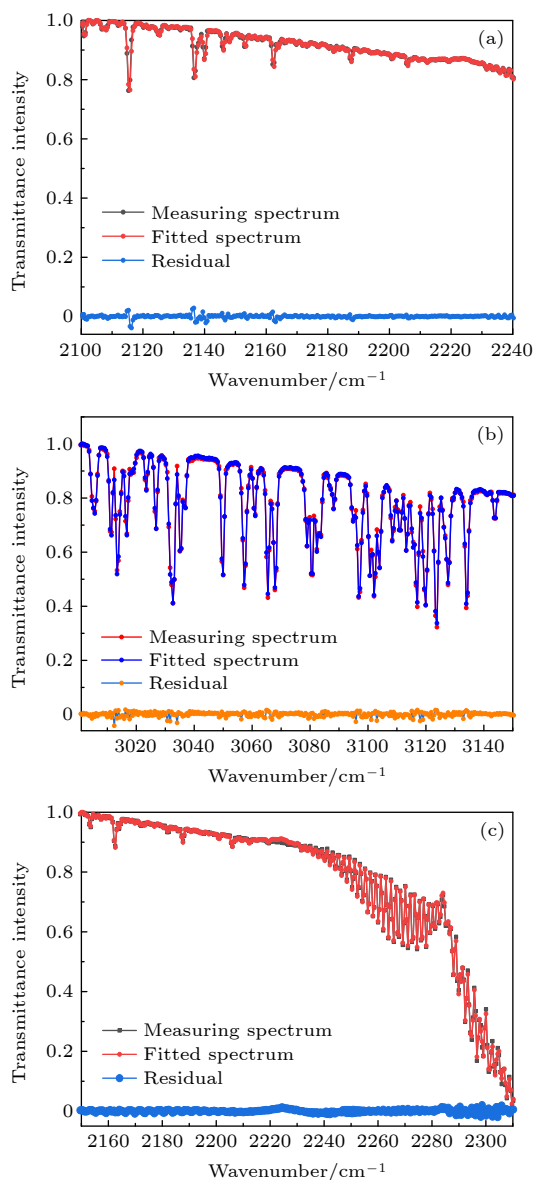 (a)
1.0
0.8
0.6
0.4
0.2
0
Transmittance intensity
Measuring spectrum
Fitted spectrum
Residual
2100 2120 2140 2160 2180 2200 2220 2240
Wavenumber/cm⁻¹
(b)
1.0
0.8
0.6
0.4
0.2
0
Transmittance intensity
Measuring spectrum
Fitted spectrum
Residual
3020 3040 3060 3080 3100 3120 3140
Wavenumber/cm⁻¹
(c)
1.0
0.8
0.6
0.4
0.2
0
Transmittance intensity
Measuring spectrum
Fitted spectrum
Residual
2160 2180 2200 2220 2240 2260 2280 2300
Wavenumber/cm⁻¹